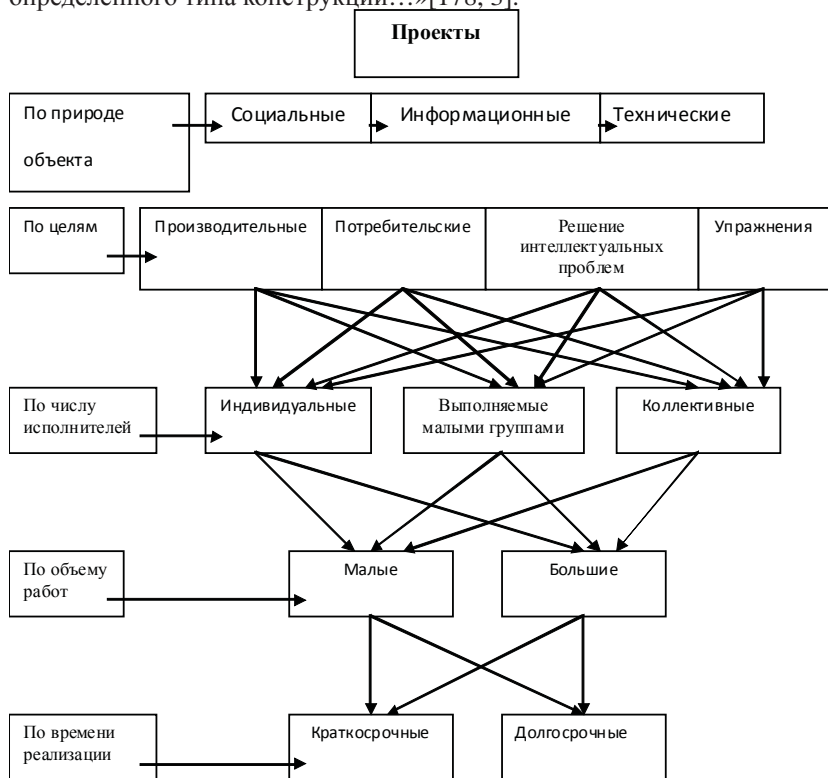 определенного типа конструкции…»[178, 3].
Проекты
По природе
объекта
Социальные Информационные Технические
По целям
Производительные Потребительские Решение
интеллектуальных
проблем
Упражнения
По числу
исполнителей
Индивидуальные Выполняемые
малыми группами
Коллективные
По объему
работ
Малые Большие
По времени
реализации
Краткосрочные Долгосрочные